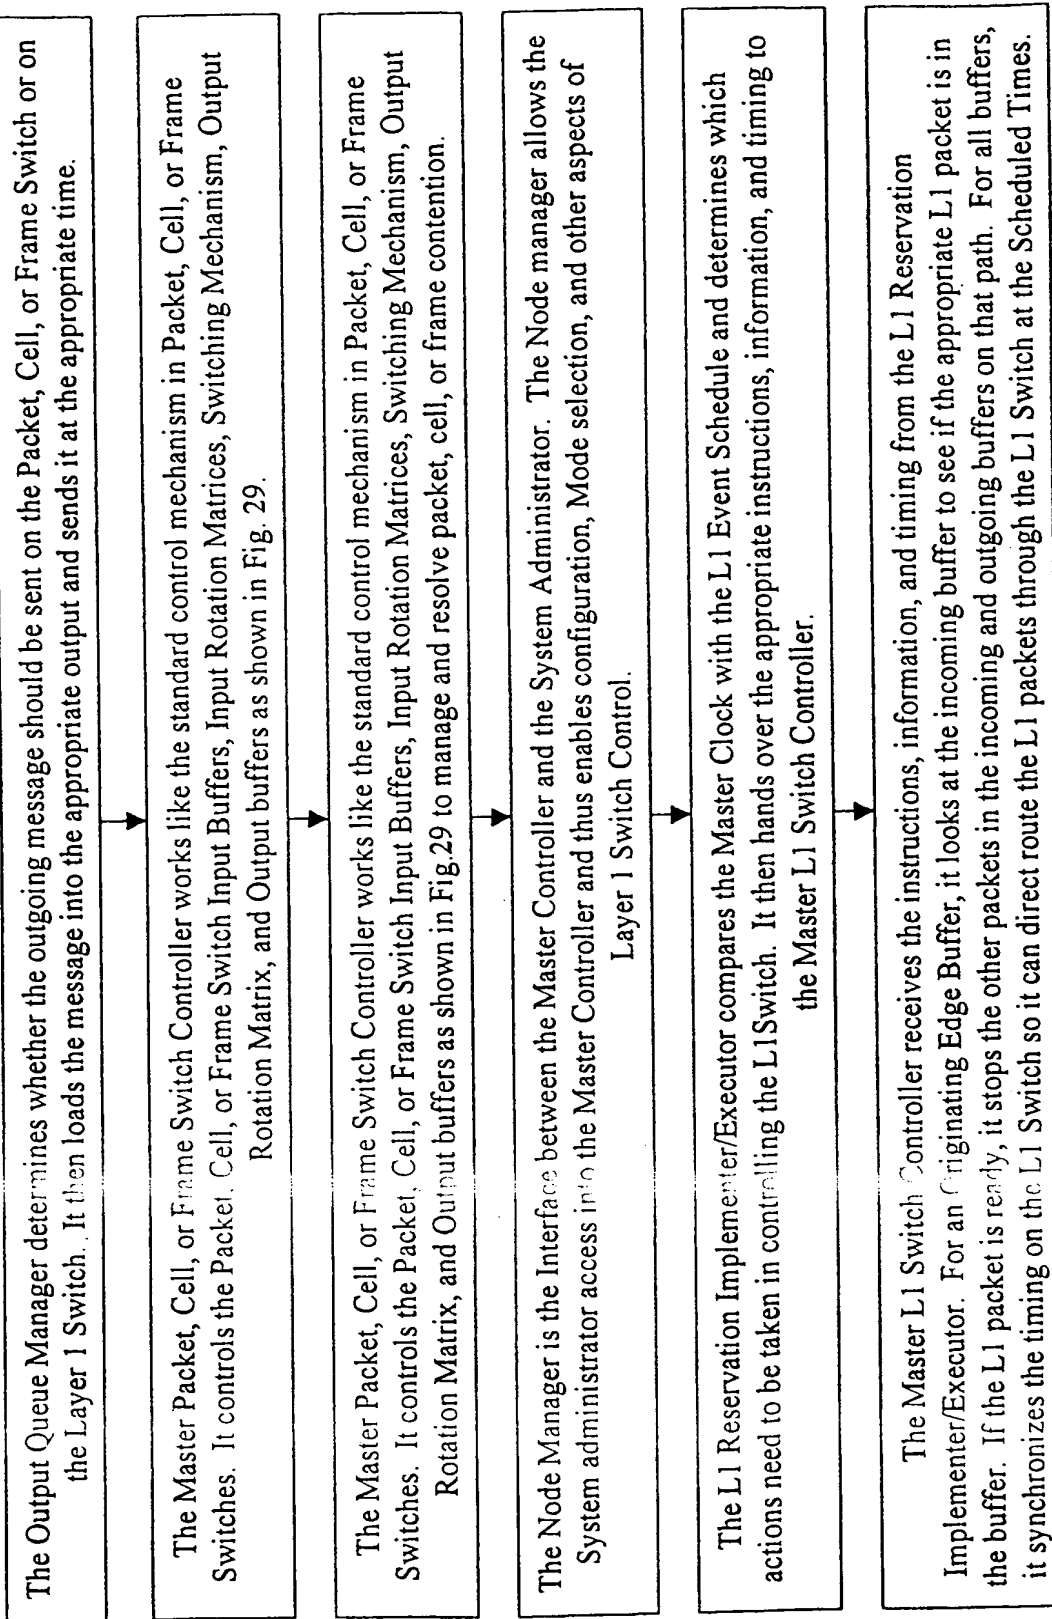 The Output Queue Manager determines whether the outgoing message should be sent on the Packet, Cell, or Frame Switch or on
the Layer 1 Switch. It then loads the message into the appropriate output and sends it at the appropriate time.
The Master Packet, Cell, or Frame Switch Controller works like the standard control mechanism in Packet, Cell, or Frame
Switches. It controls the Packet, Cell, or Frame Switch Input Buffers, Input Rotation Matrices, Switching Mechanism, Output
Rotation Matrix, and Output buffers as shown in Fig. 29.
The Master Packet, Cell, or Frame Switch Controller works like the standard control mechanism in Packet, Cell, or Frame
Switches. It controls the Packet, Cell, or Frame Switch Input Buffers, Input Rotation Matrices, Switching Mechanism, Output
Rotation Matrix, and Output buffers as shown in Fig.29 to manage and resolve packet, cell, or frame contention.
The Node Manager is the Interface between the Master Controller and the System Administrator. The Node manager allows the
System administrator access into the Master Controller and thus enables configuration, Mode selection, and other aspects of
Layer 1 Switch Control.
The L1 Reservation Implementer/Executor compares the Master Clock with the L1 Event Schedule and determines which
actions need to be taken in controlling the L1Switch. It then hands over the appropriate instructions, information, and timing to
the Master L1 Switch Controller.
The Master L1 Switch Controller receives the instructions, information, and timing from the L1 Reservation
Implementer/Executor. For an Originating Edge Buffer, it looks at the incoming buffer to see if the appropriate L1 packet is in
the buffer. If the L1 packet is ready, it stops the other packets in the incoming and outgoing buffers on that path. For all buffers,
it synchronizes the timing on the L1 Switch so it can direct route the L1 packets through the L1 Switch at the Scheduled Times.